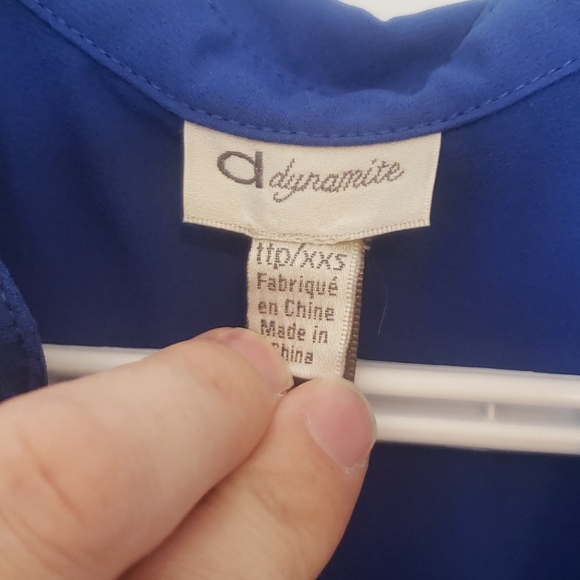 d dynamite
ttp/xxs
Fabriqué
en Chine
Made in
China